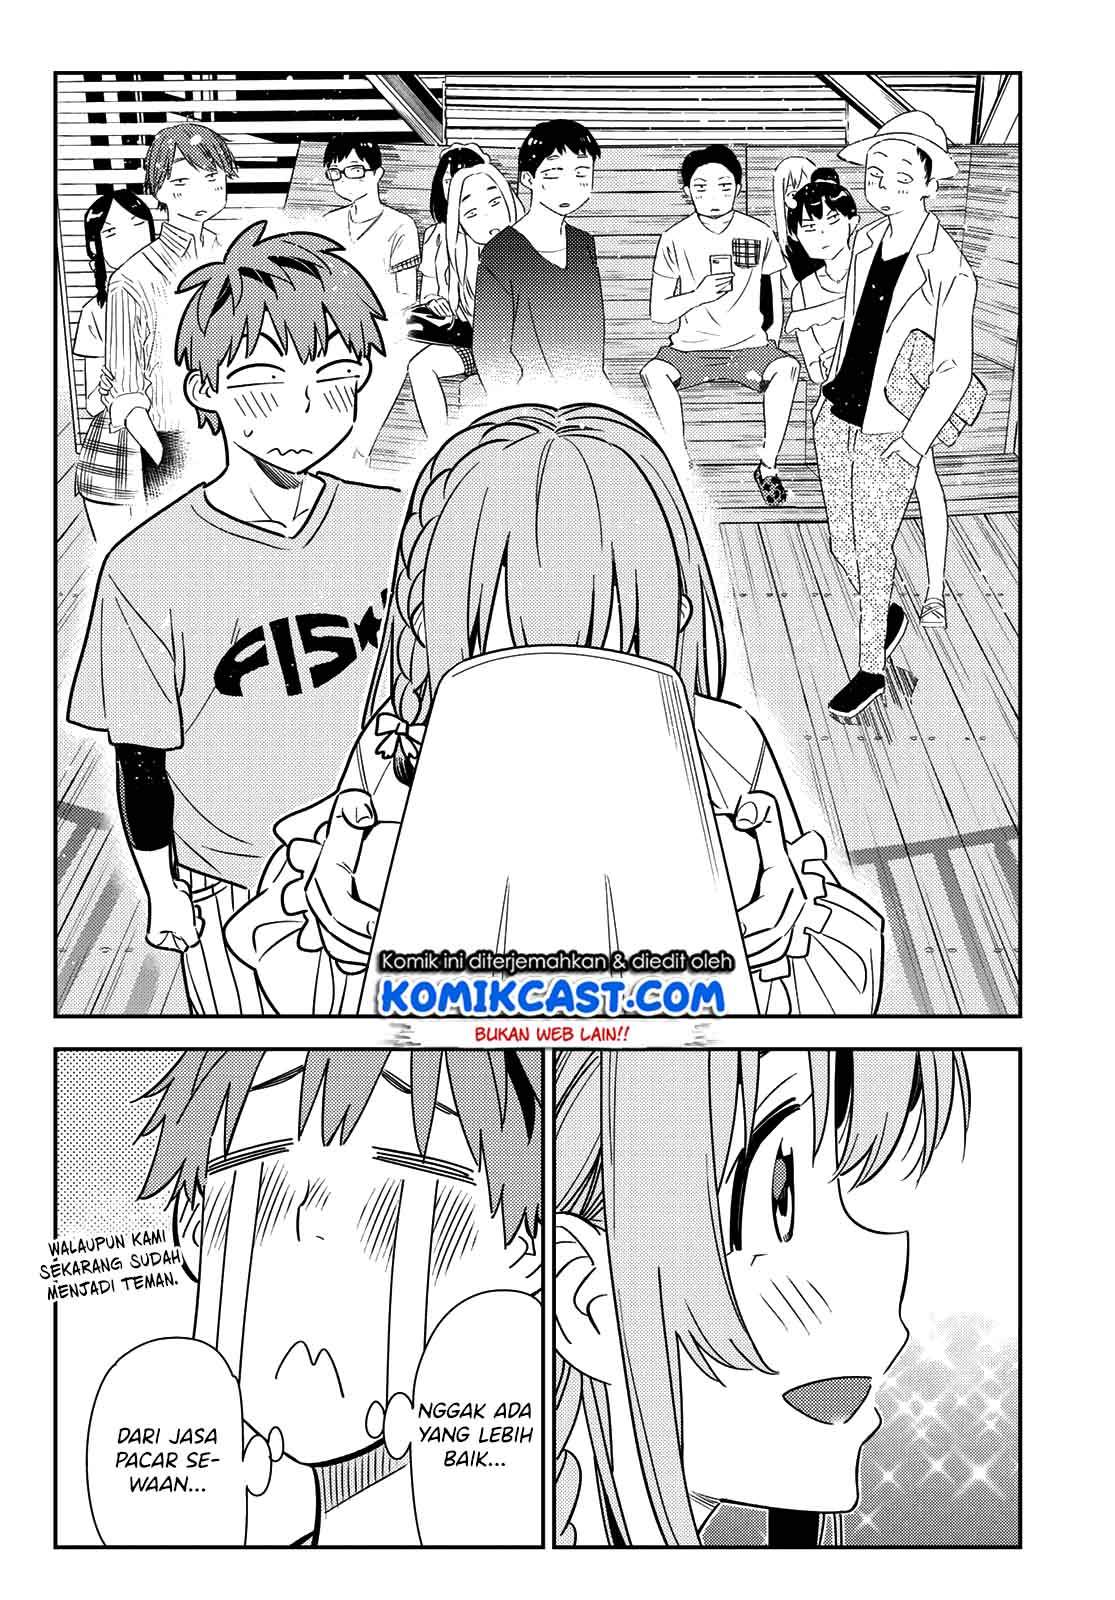 FIS
Komik ini diterjemahkan & diedit oleh
KOMIKCAST.COM
BUKAN WEB LAIN!!
NGGAK ADA
YANG LEBIH
BAIK...
DARI JASA
PACAR SE-
WAAN...
WALAUPUN KAMI
SEKARANG SUDAH
MENJADI TEMAN.